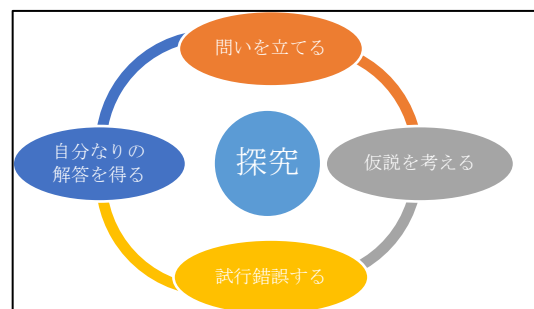 問いを立てる
自分なりの
解答を得る
探究
仮説を考える
試行錯誤する